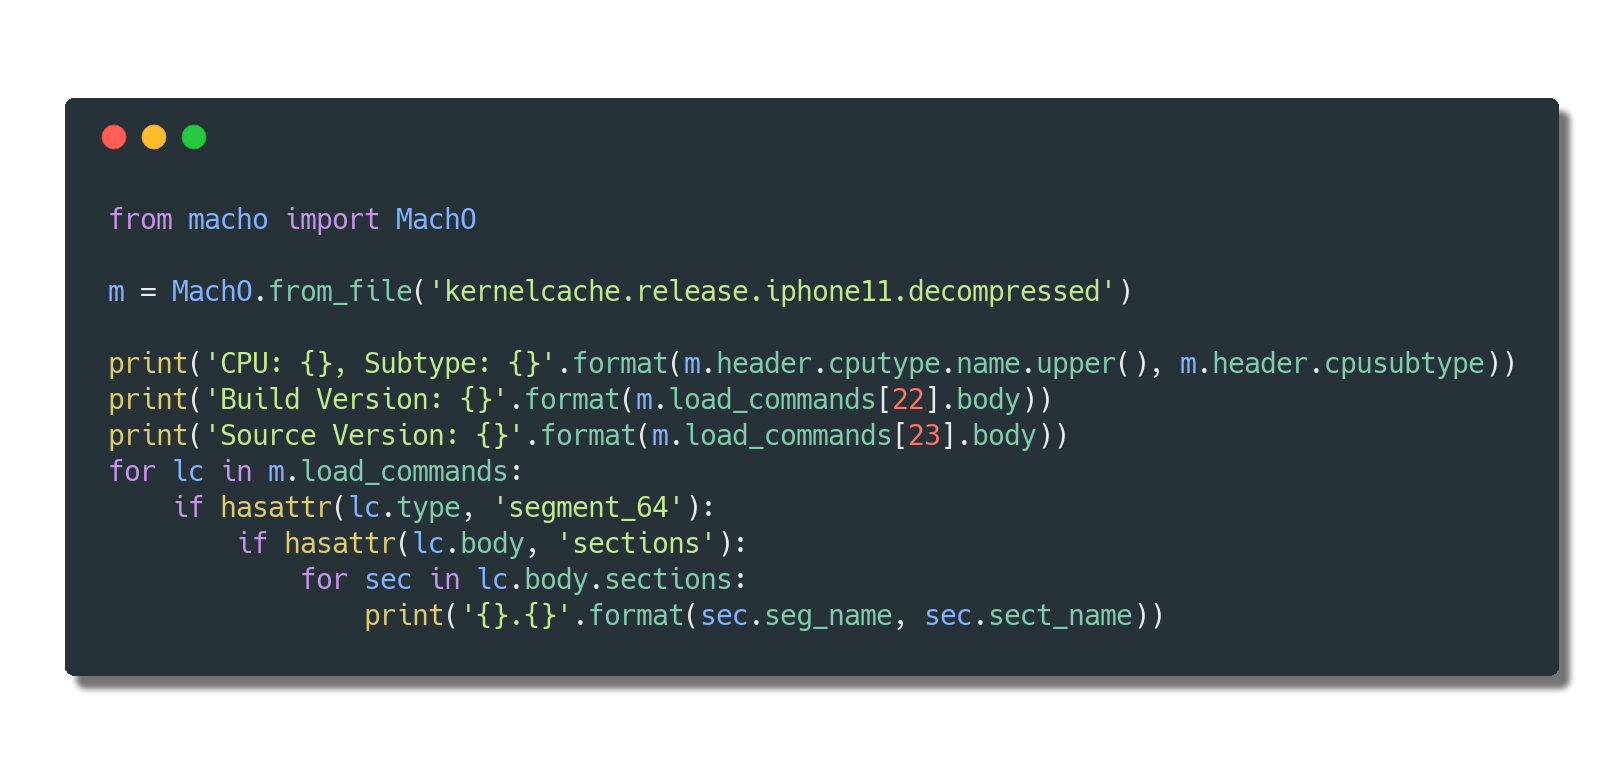 from macho import MachO
m = MachO.from_file('kernelcache.release.iphone11.decompressed')
print('CPU: {}, Subtype: {}'.format(m.header.cputype.name.upper(), m.header.cpusubtype))
print('Build Version: {}'.format(m.load_commands[22].body))
print('Source Version: {}'.format(m.load_commands[23].body))
for lc in m.load_commands:
    if hasattr(lc.type, 'segment_64'):
        if hasattr(lc.body, 'sections'):
            for sec in lc.body.sections:
                print('{}.{}'.format(sec.seg_name, sec.sect_name))